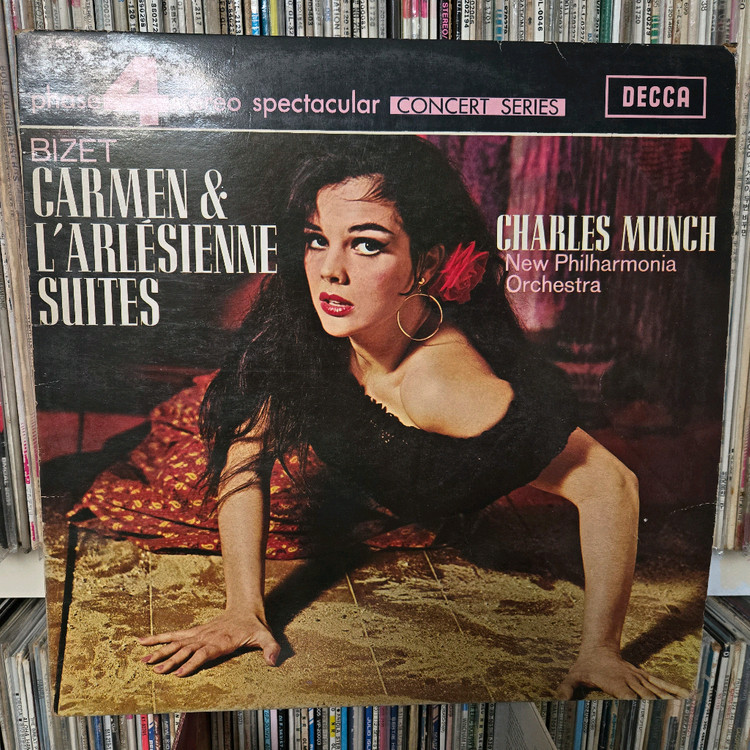 phase 4 stereo spectacular CONCERT SERIES
DECCA
BIZET
CARMEN &
L'ARLÉSIENNE
SUITES
CHARLES MUNCH
New Philharmonia
Orchestra